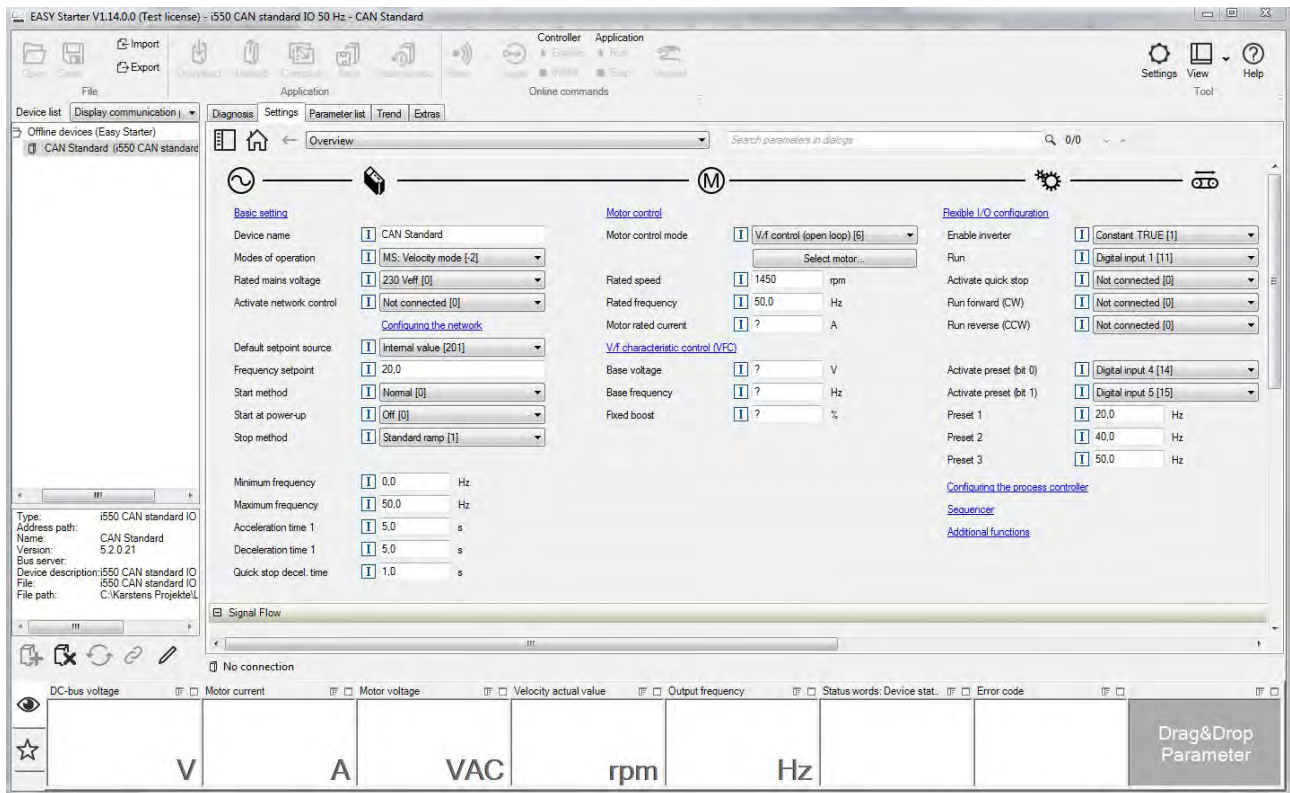 EASY Starter V1.14.0.0 (Test license) - i550 CAN standard IO 50 Hz - CAN Standard
Import
Export
Open
Save
File
Application
Controller Application
Online commands
Settings View Help
Tool
Device list Display communication
Offline devices (Easy Starter)
CAN Standard (i550 CAN standard
Type: i550 CAN standard IO
Address path:
Name: CAN Standard
Version: 5.2.0.21
Bus server:
Device description: i550 CAN standard IO
File: i550 CAN standard IO
File path: C:\Karstens Projekte\L
Diagnosis Settings Parameter list Trend Extras
Overview
Search parameters in dialogs
0/0
M
Basic setting
Device name I CAN Standard
Modes of operation I MS: Velocity mode [-2]
Rated mains voltage I 230 Veff [0]
Activate network control I Not connected [0]
Configuring the network
Default setpoint source I Internal value [201]
Frequency setpoint I 20,0
Start method I Normal [0]
Start at power-up I Off [0]
Stop method I Standard ramp [1]
Minimum frequency I 0,0 Hz
Maximum frequency I 50,0 Hz
Acceleration time 1 I 5,0 s
Deceleration time 1 I 5,0 s
Quick stop decel. time I 1,0 s
Motor control
Motor control mode I V/f control (open loop) [6]
Select motor...
Rated speed I 1450 rpm
Rated frequency I 50,0 Hz
Motor rated current I ? A
V/f characteristic control (VFC)
Base voltage I ? V
Base frequency I ? Hz
Fixed boost I ? %
Flexible I/O configuration
Enable inverter I Constant TRUE [1]
Run I Digital input 1 [11]
Activate quick stop I Not connected [0]
Run forward (CW) I Not connected [0]
Run reverse (CCW) I Not connected [0]
Activate preset (bit 0) I Digital input 4 [14]
Activate preset (bit 1) I Digital input 5 [15]
Preset 1 I 20,0 Hz
Preset 2 I 40,0 Hz
Preset 3 I 50,0 Hz
Configuring the process controller
Sequencer
Additional functions
Signal Flow
No connection
DC-bus voltage
V
Motor current
A
Motor voltage
VAC
Velocity actual value
rpm
Output frequency
Hz
Status words: Device stat..
Error code
Drag&Drop
Parameter